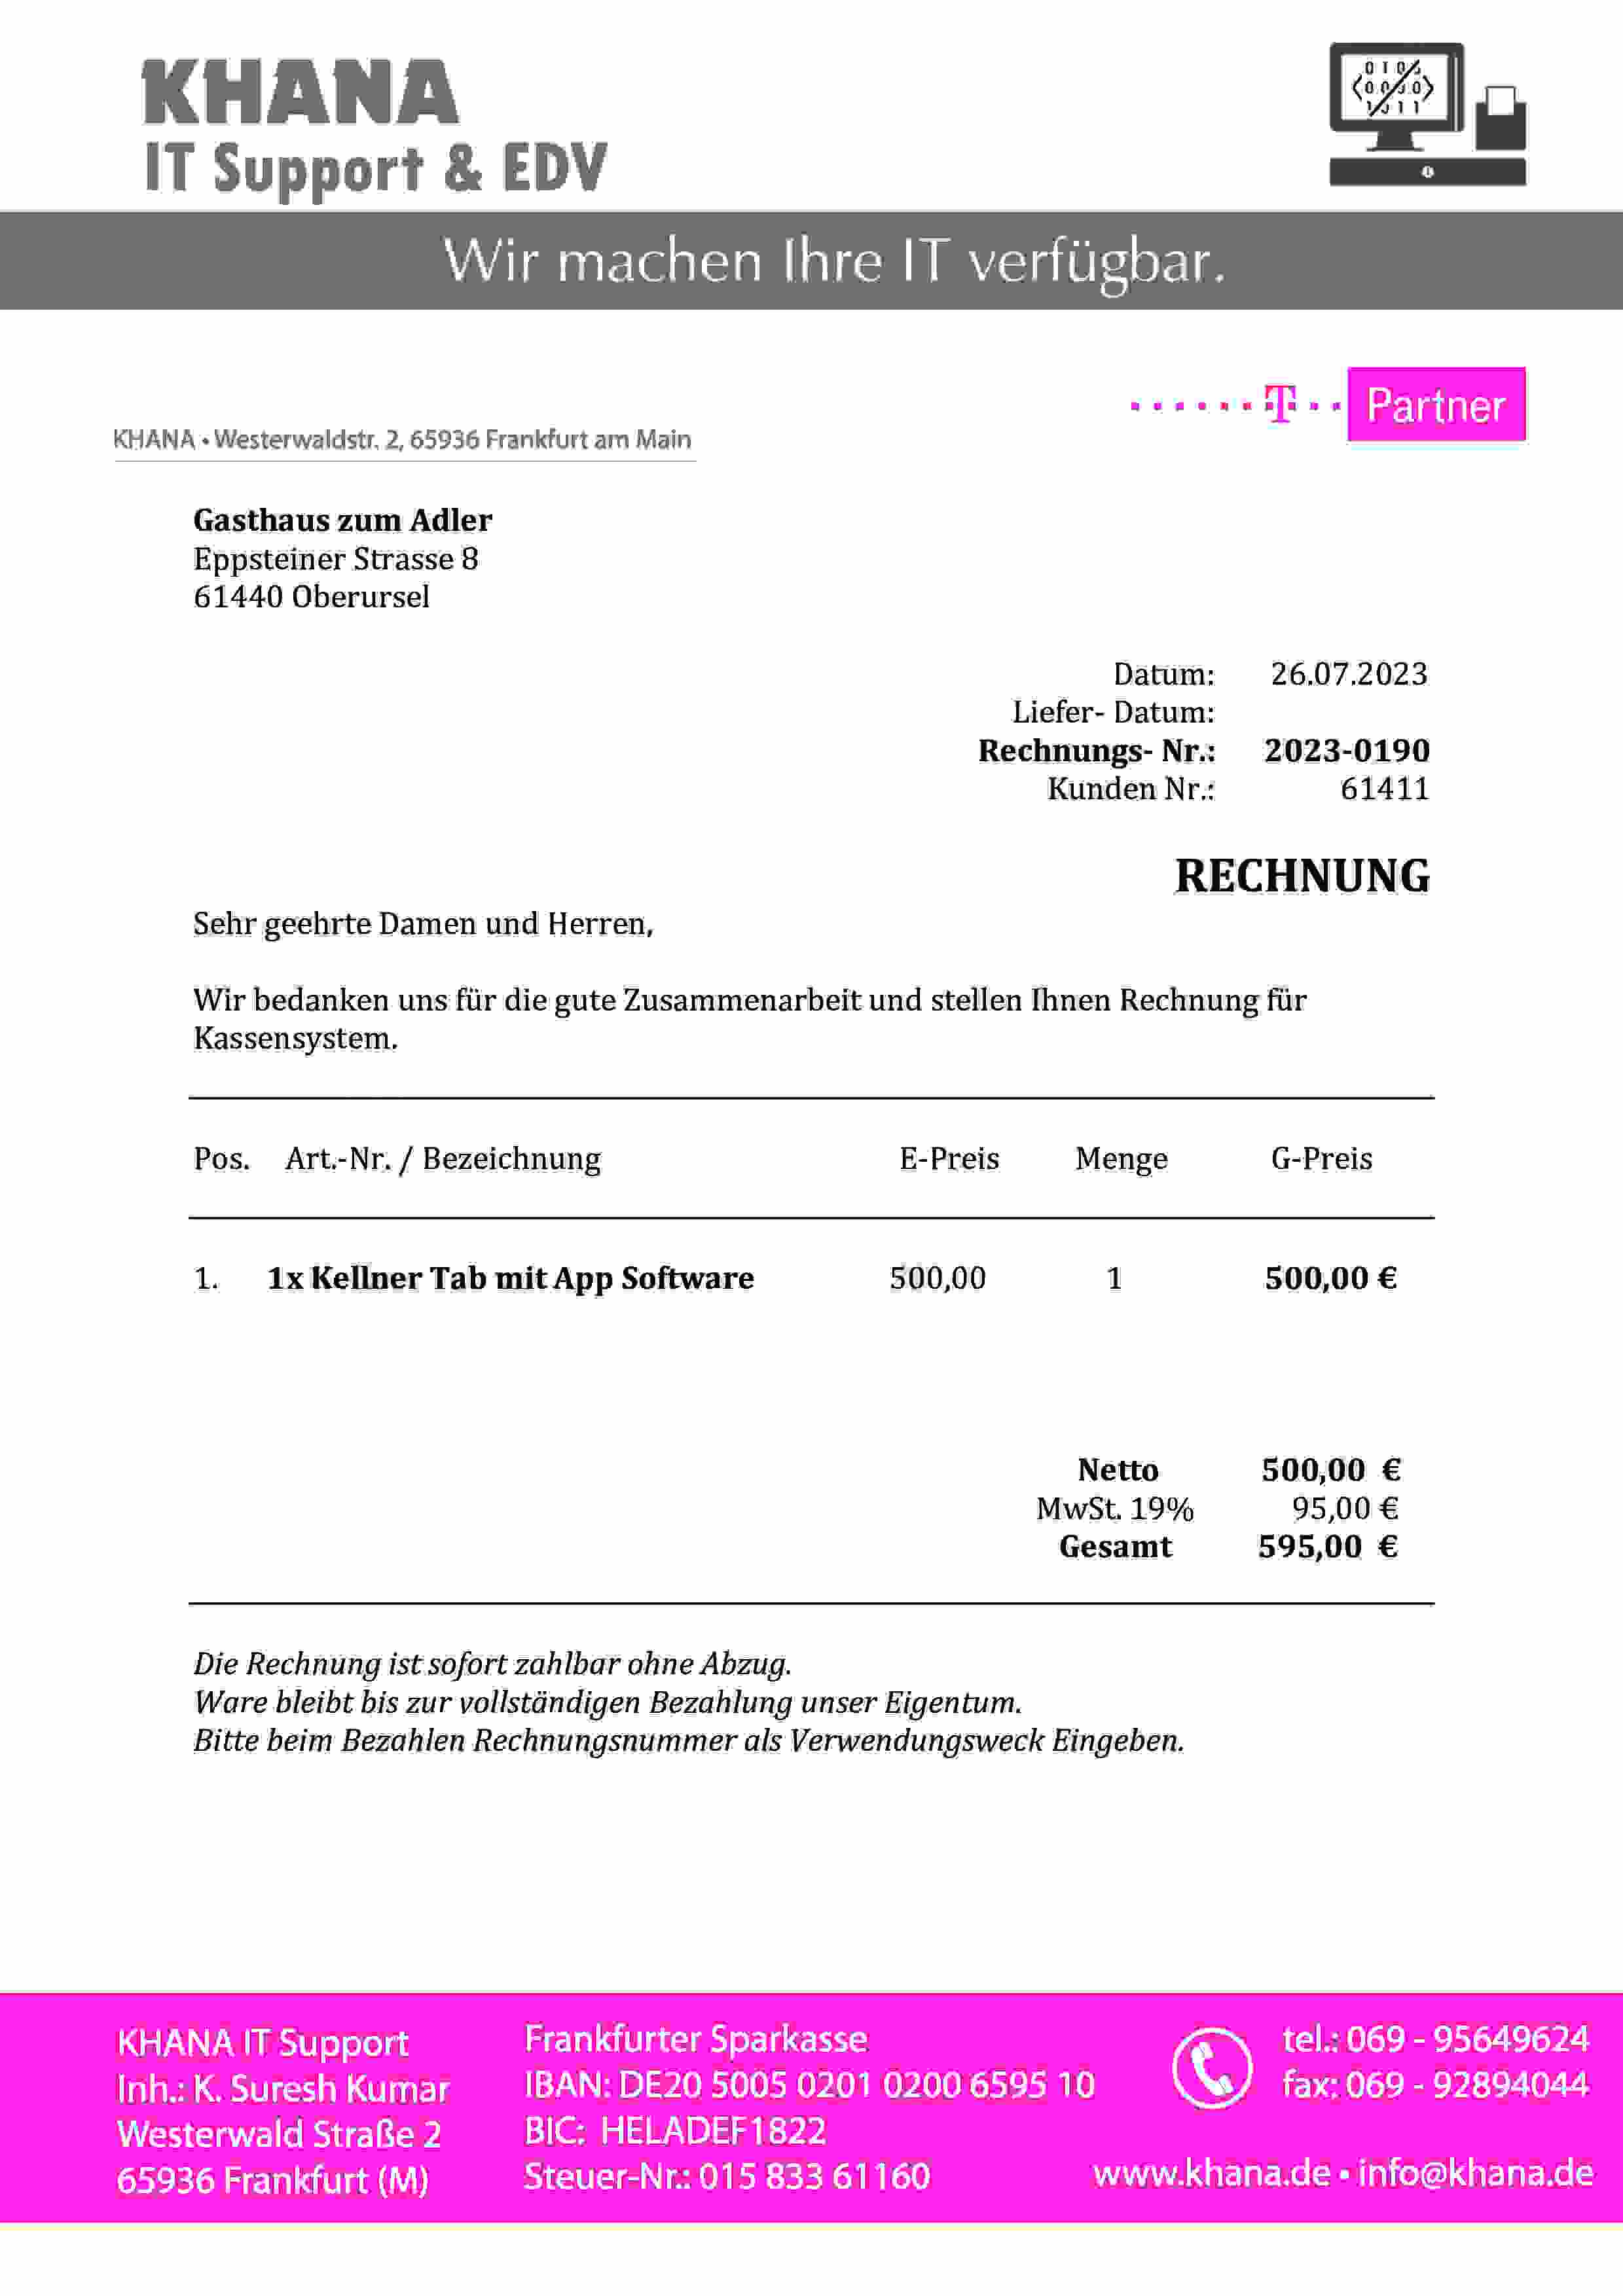 KHANA
IT Support & EDV
Wir machen Ihre IT verfügbar.
T Partner
KHANA • Westerwaldstr. 2, 65936 Frankfurt am Main
Gasthaus zum Adler
Eppsteiner Strasse 8
61440 Oberursel
Datum: 26.07.2023
Liefer- Datum:
Rechnungs- Nr.: 2023-0190
Kunden Nr.: 61411
RECHNUNG
Sehr geehrte Damen und Herren,
Wir bedanken uns für die gute Zusammenarbeit und stellen Ihnen Rechnung für
Kassensystem.
Pos. Art.-Nr. / Bezeichnung E-Preis Menge G-Preis
1. 1x Kellner Tab mit App Software 500,00 1 500,00 €
Netto 500,00 €
MwSt. 19% 95,00 €
Gesamt 595,00 €
Die Rechnung ist sofort zahlbar ohne Abzug.
Ware bleibt bis zur vollständigen Bezahlung unser Eigentum.
Bitte beim Bezahlen Rechnungsnummer als Verwendungsweck Eingeben.
KHANA IT Support
Inh.: K. Suresh Kumar
Westerwald Straße 2
65936 Frankfurt (M)
Frankfurter Sparkasse
IBAN: DE20 5005 0201 0200 6595 10
BIC: HELADEF1822
Steuer-Nr.: 015 833 61160
tel.: 069 - 95649624
fax: 069 - 92894044
www.khana.de • info@khana.de